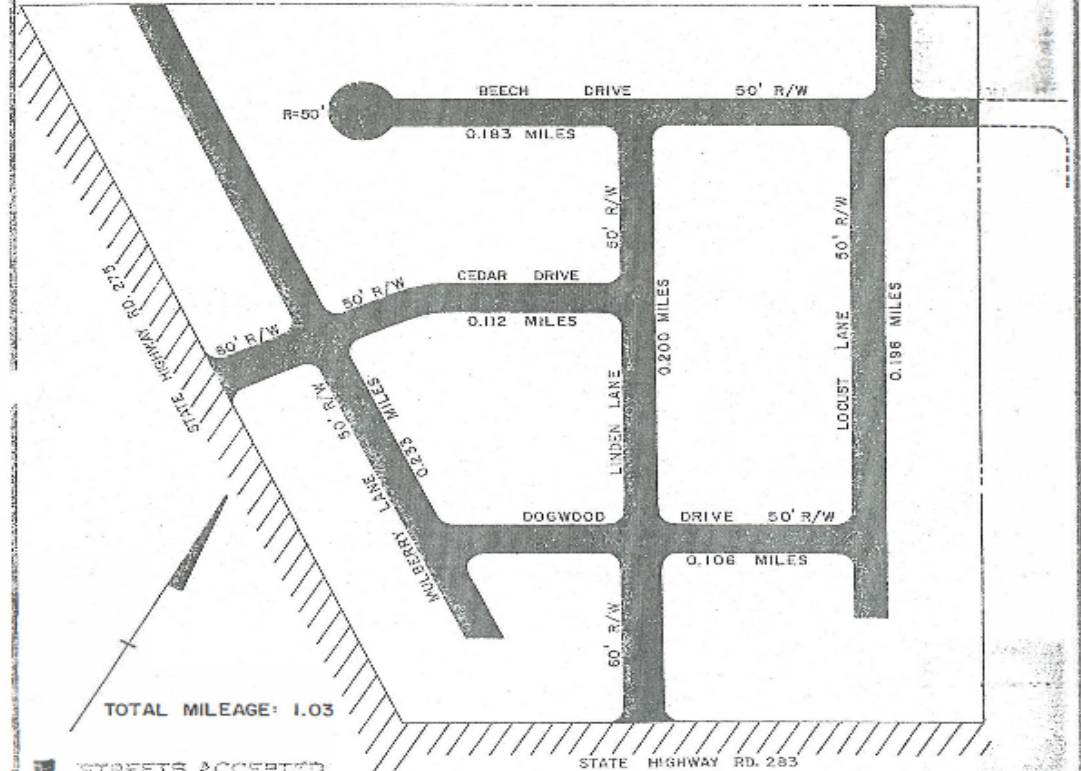 BEECH DRIVE 50' R/W
R=50'
0.183 MILES
50' R/W
50' R/W
CEDAR DRIVE
50' R/W
0.112 MILES
60' R/W
STATE HIGHWAY RD. 275
0.200 MILES
LOCUST LANE
0.196 MILES
LINDEN LANE
50' R/W
0.233 MILES
MULBERRY LANE
DOGWOOD DRIVE 50' R/W
0.106 MILES
60' R/W
TOTAL MILEAGE: 1.03
STREETS ACCEPTED
STATE HIGHWAY RD. 283